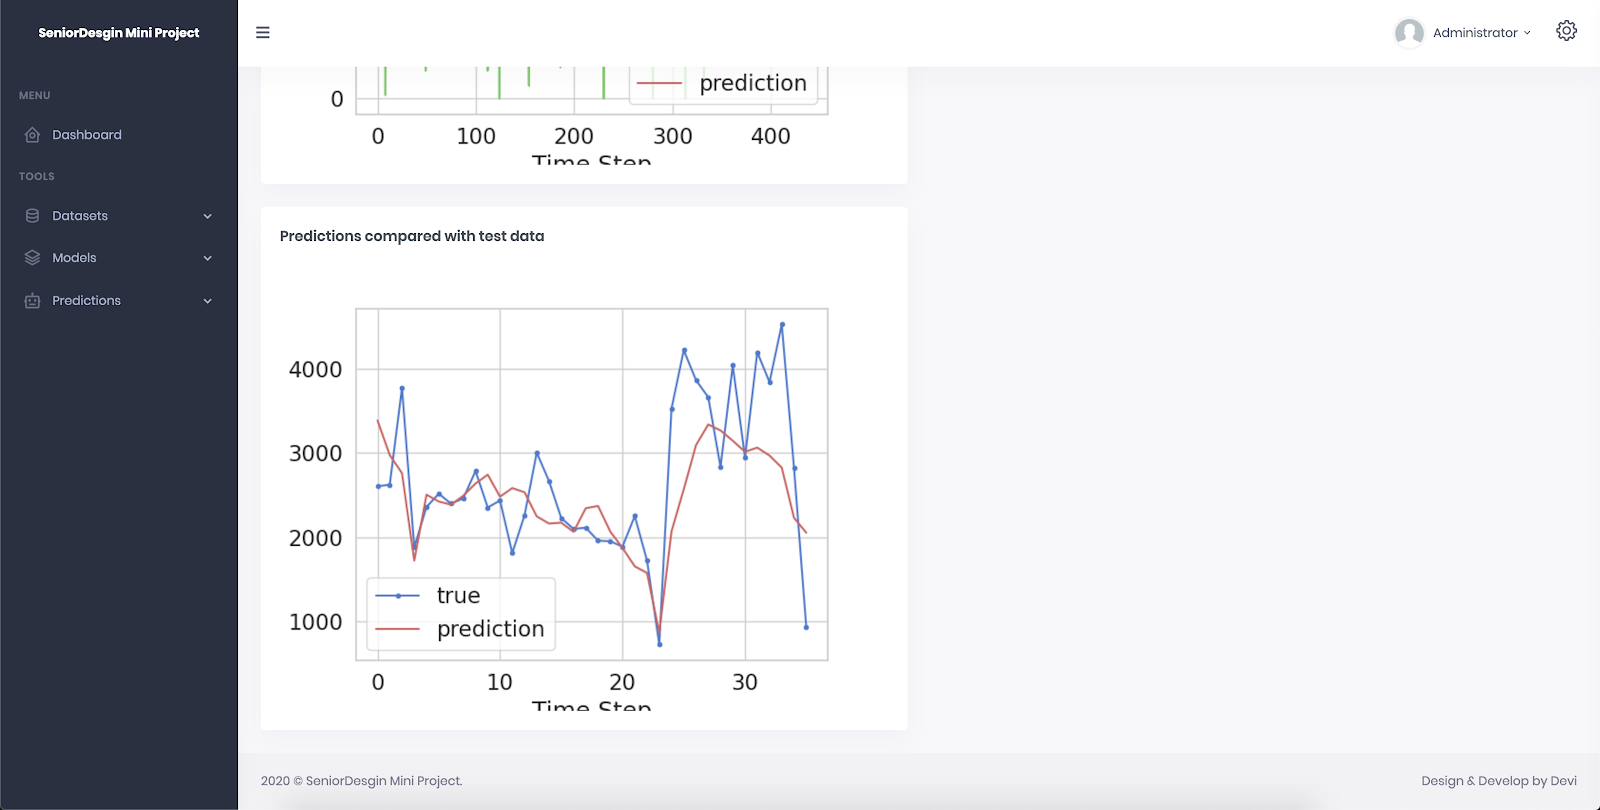 SeniorDesgin Mini Project
Administrator
MENU
Dashboard
TOOLS
Datasets
Models
Predictions
prediction
0
0 100 200 300 400
Time Step
Predictions compared with test data
4000
3000
2000
1000
true
prediction
0 10 20 30
Time Step
2020 © SeniorDesgin Mini Project.
Design & Develop by Devi